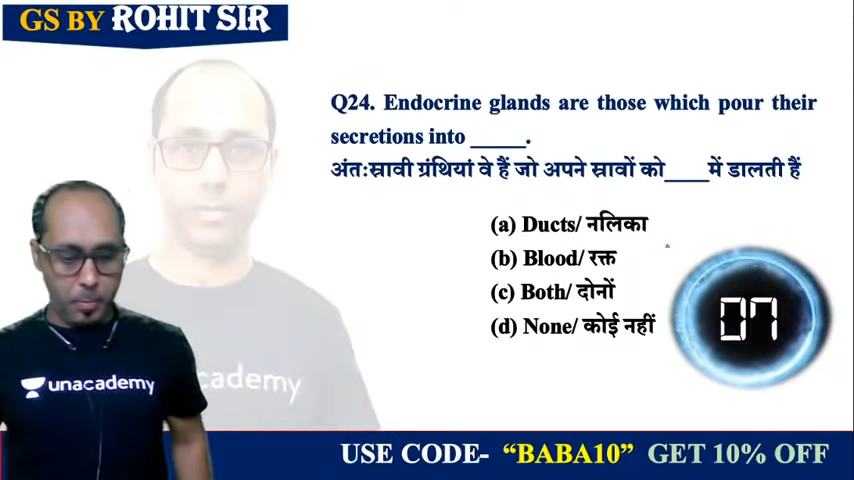 GS BY ROHIT SIR
Q24. Endocrine glands are those which pour their
secretions into _____.
अंतःस्रावी ग्रंथियां वे हैं जो अपने स्रावों को____में डालती हैं
(a) Ducts/ नलिका
(b) Blood/ रक्त
(c) Both/ दोनों
(d) None/ कोई नहीं
07
unacademy
cademy
USE CODE- “BABA10” GET 10% OFF